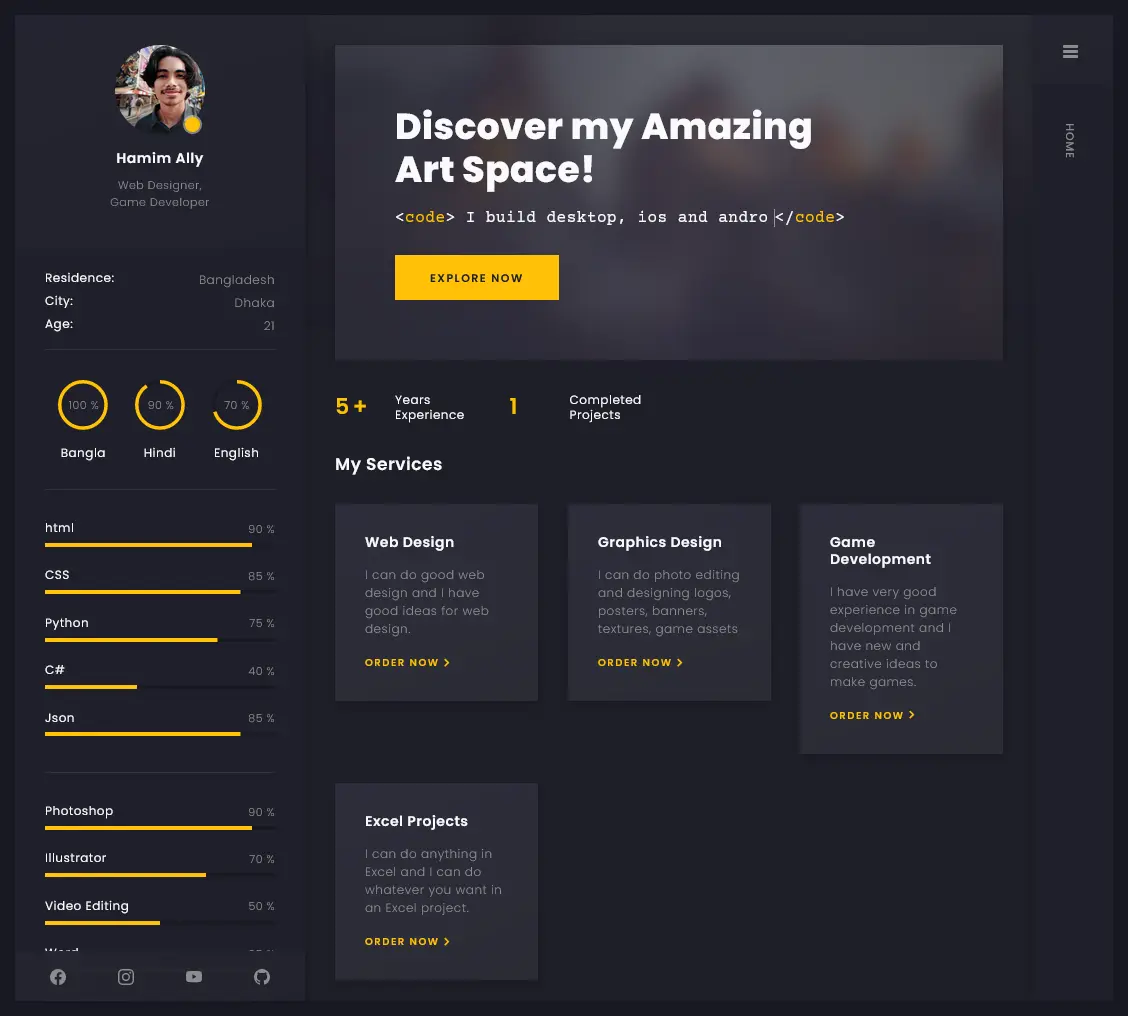 Hamim Ally
Web Designer,
Game Developer
Residence: Bangladesh
City: Dhaka
Age: 21
100 % 90 % 70 %
Bangla Hindi English
html 90 %
CSS 85 %
Python 75 %
C# 40 %
Json 85 %
Photoshop 90 %
Illustrator 70 %
Video Editing 50 %
Discover my Amazing
Art Space!
<code> I build desktop, ios and andro</code>
EXPLORE NOW
5 + Years
Experience
1 Completed
Projects
My Services
Web Design
I can do good web
design and I have
good ideas for web
design.
ORDER NOW
Graphics Design
I can do photo editing
and designing logos,
posters, banners,
textures, game assets
ORDER NOW
Game
Development
I have very good
experience in game
development and I
have new and
creative ideas to
make games.
ORDER NOW
Excel Projects
I can do anything in
Excel and I can do
whatever you want in
an Excel project.
ORDER NOW
HOME